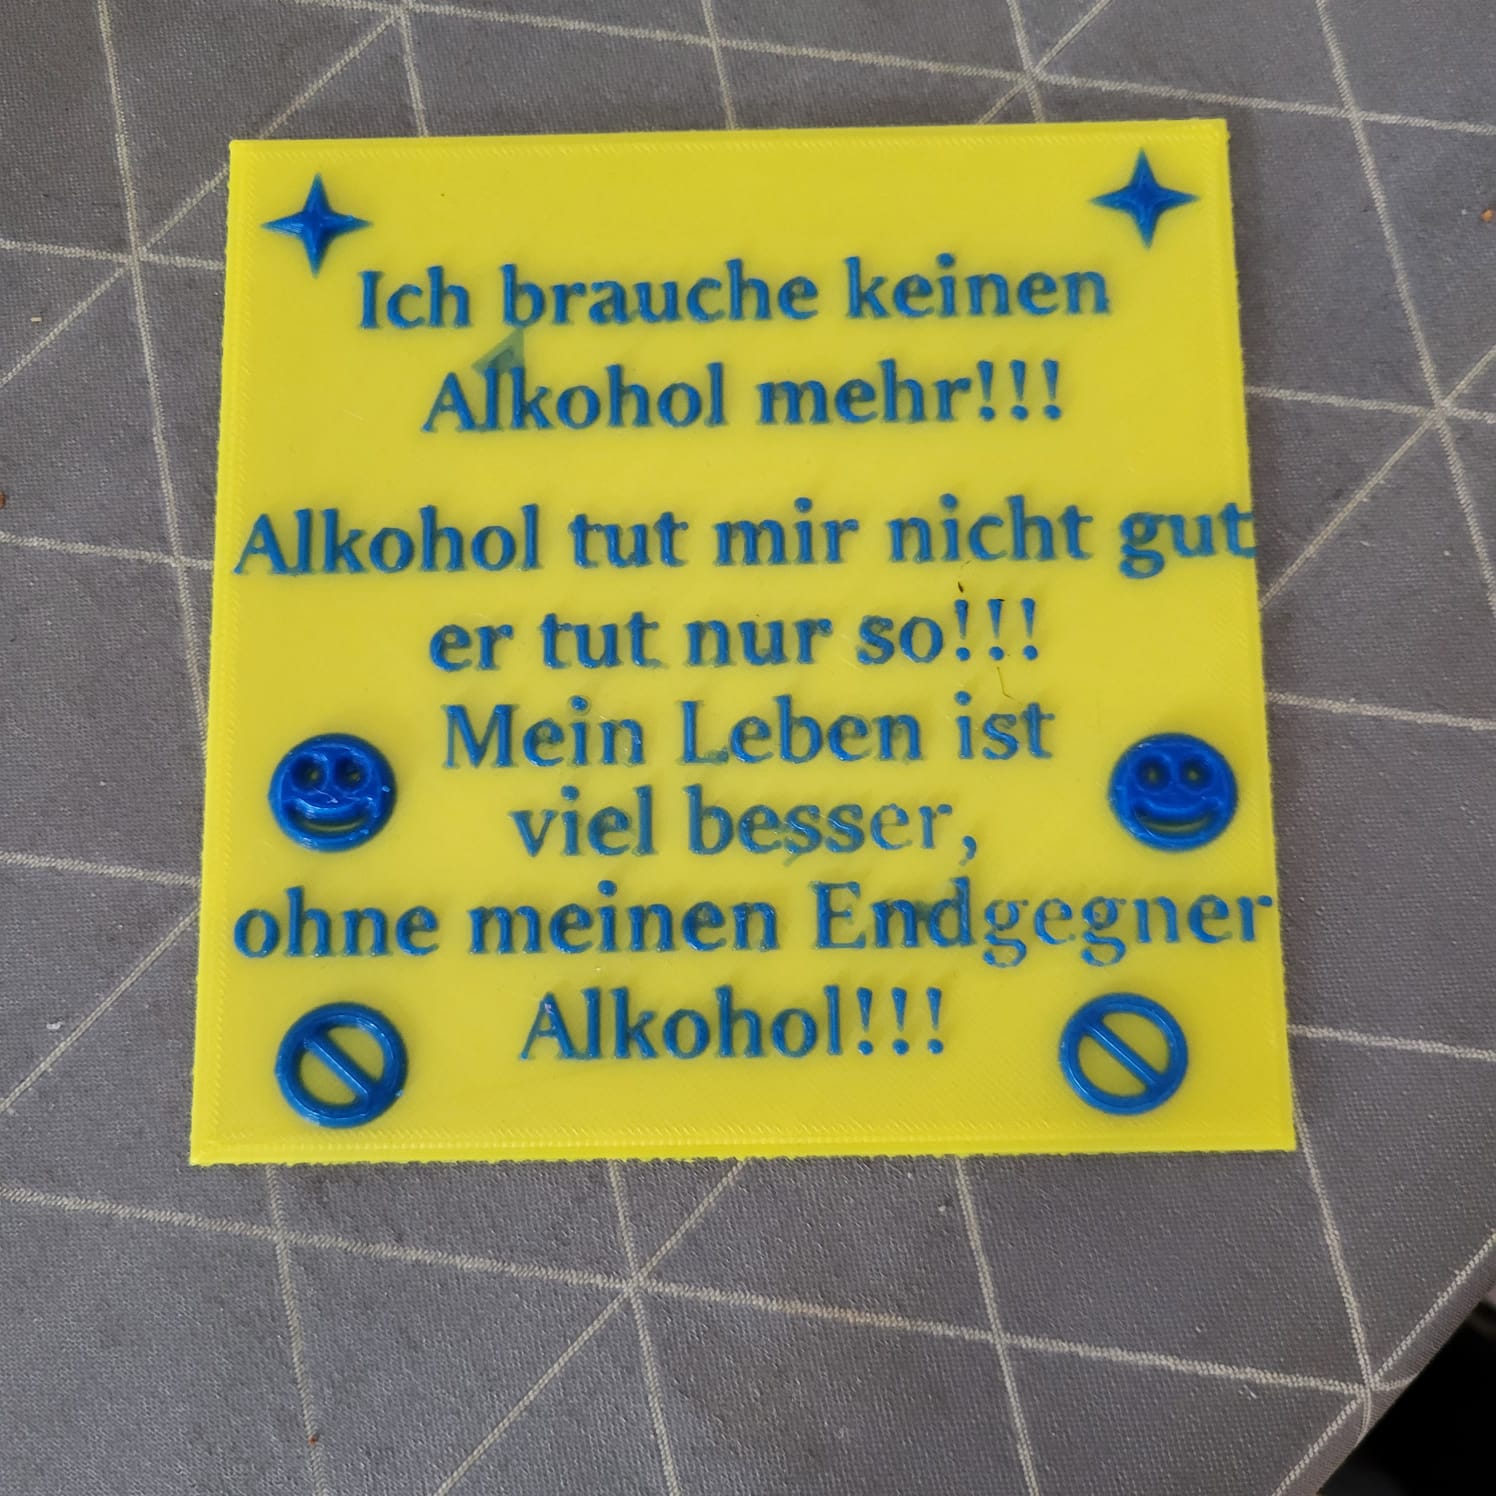 Ich brauche keinen
Alkohol mehr!!!
Alkohol tut mir nicht gut
er tut nur so!!!
Mein Leben ist
viel besser,
ohne meinen Endgegner
Alkohol!!!